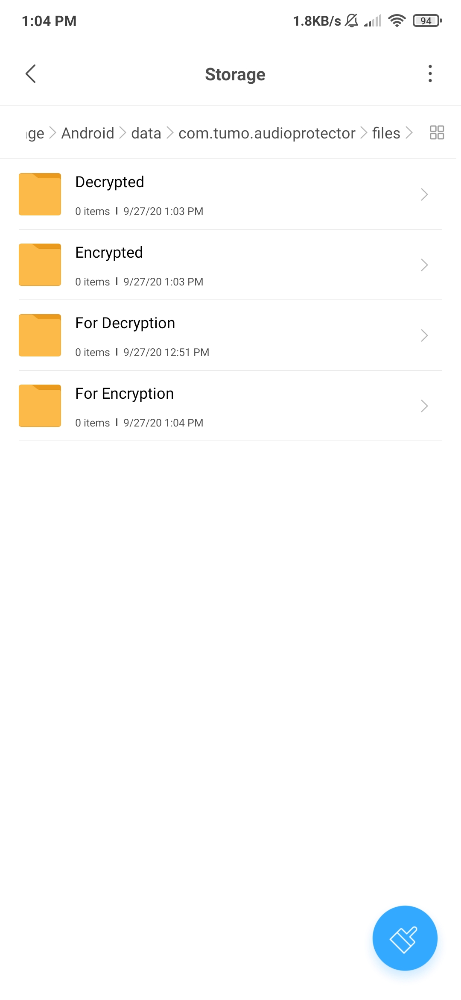 1:04 PM 1.8KB/s 94
Storage
ge Android data com.tumo.audioprotector files
Decrypted
0 items 9/27/20 1:03 PM
Encrypted
0 items 9/27/20 1:03 PM
For Decryption
0 items 9/27/20 12:51 PM
For Encryption
0 items 9/27/20 1:04 PM